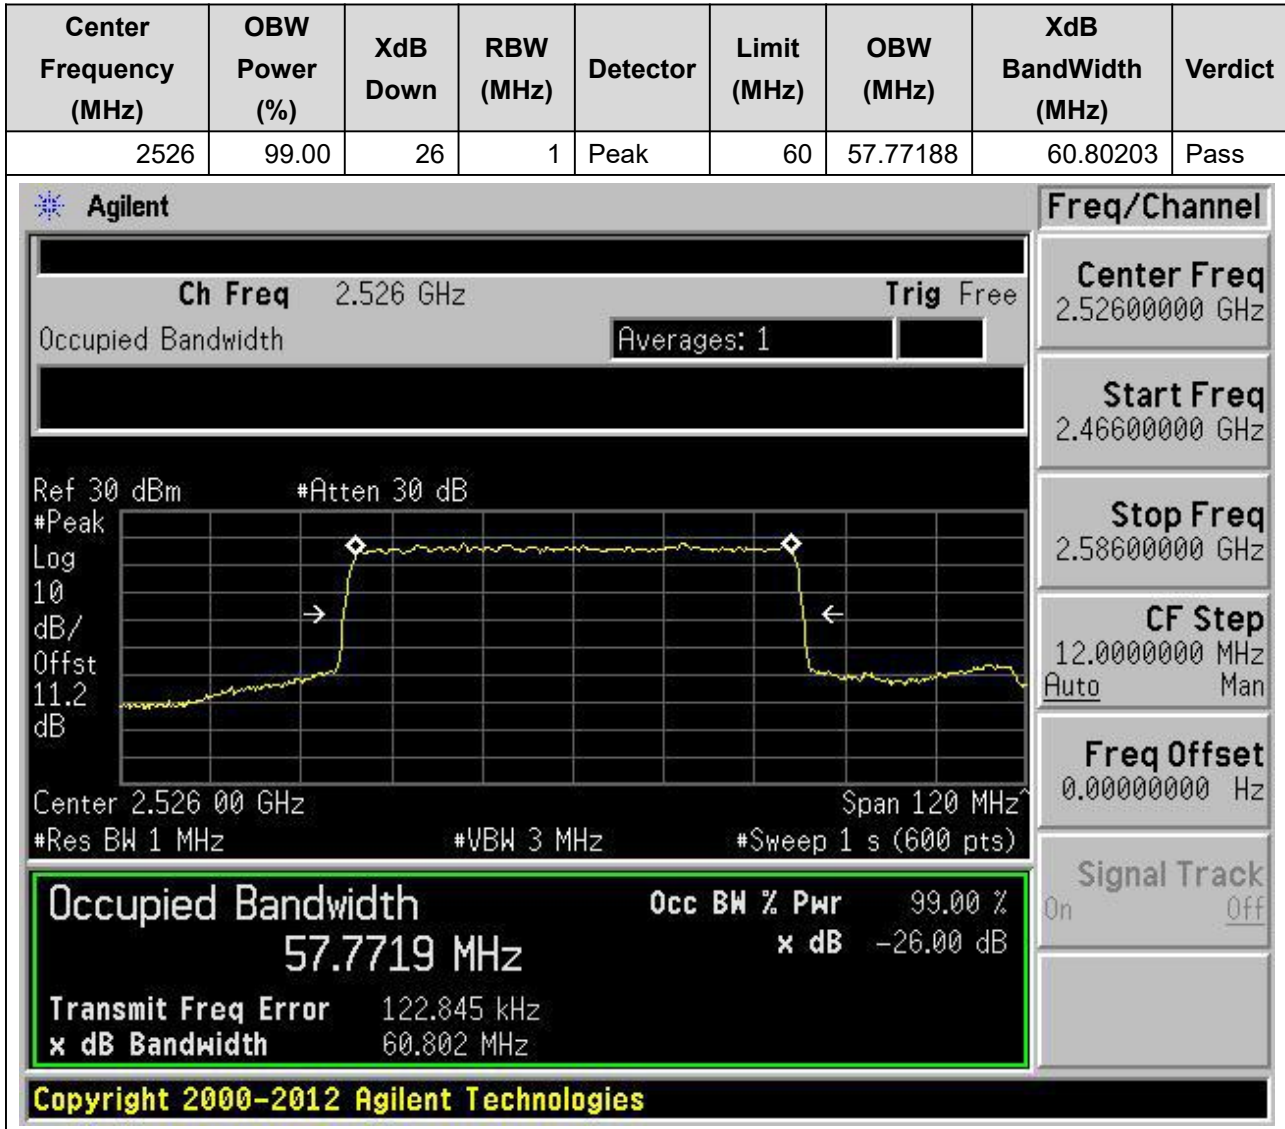 Center Frequency (MHz) OBW Power (%) XdB Down RBW (MHz) Detector Limit (MHz) OBW (MHz) XdB BandWidth (MHz) Verdict
2526 99.00 26 1 Peak 60 57.77188 60.80203 Pass
Agilent
Freq/Channel
Ch Freq 2.526 GHz Trig Free
Occupied Bandwidth Averages: 1
Center Freq
2.52600000 GHz
Start Freq
2.46600000 GHz
Stop Freq
2.58600000 GHz
CF Step
12.0000000 MHz
Auto Man
Freq Offset
0.00000000 Hz
Signal Track
On Off
Ref 30 dBm #Atten 30 dB
#Peak
Log
10
dB/
Offst
11.2
dB
Center 2.526 00 GHz Span 120 MHz^
#Res BW 1 MHz #VBW 3 MHz #Sweep 1 s (600 pts)
Occupied Bandwidth Occ BW % Pwr 99.00 %
57.7719 MHz x dB -26.00 dB
Transmit Freq Error 122.845 kHz
x dB Bandwidth 60.802 MHz
Copyright 2000-2012 Agilent Technologies